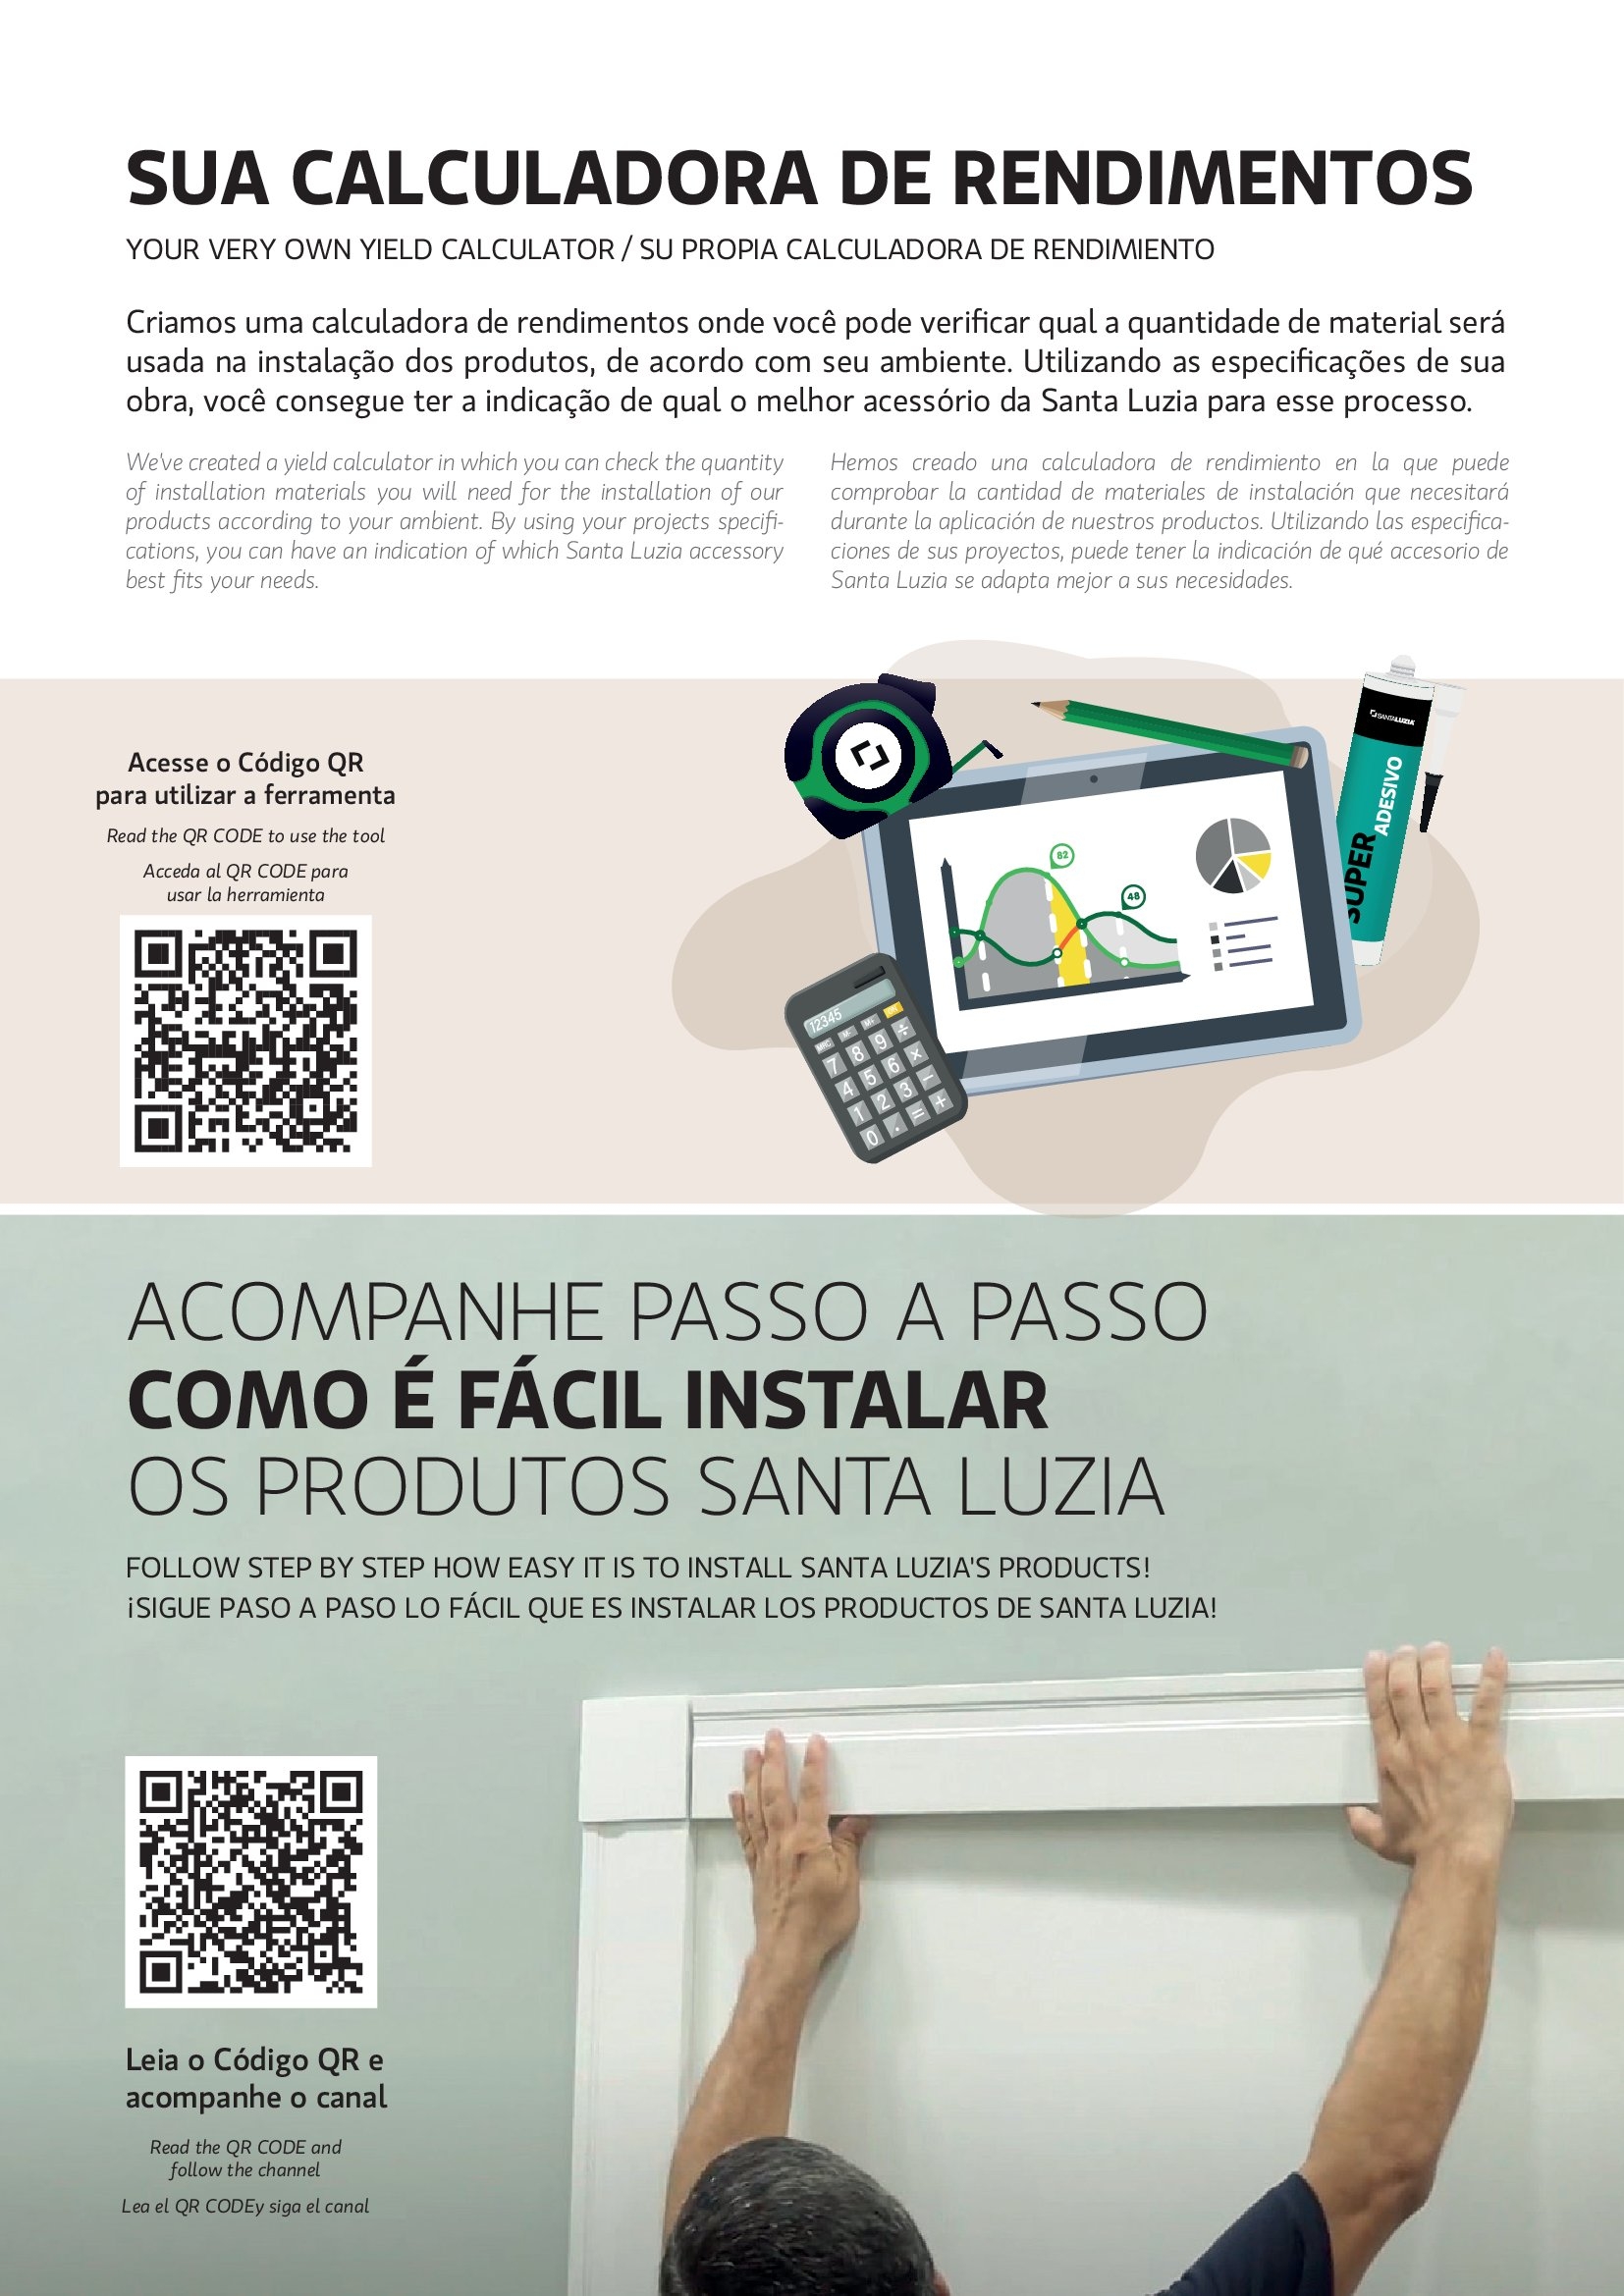 SUA CALCULADORA DE RENDIMENTOS
YOUR VERY OWN YIELD CALCULATOR / SU PROPIA CALCULADORA DE RENDIMIENTO
Criamos uma calculadora de rendimentos onde você pode verificar qual a quantidade de material será
usada na instalação dos produtos, de acordo com seu ambiente. Utilizando as especificações de sua
obra, você consegue ter a indicação de qual o melhor acessório da Santa Luzia para esse processo.
We've created a yield calculator in which you can check the quantity
of installation materials you will need for the installation of our
products according to your ambient. By using your projects specifi-
cations, you can have an indication of which Santa Luzia accessory
best fits your needs.
Hemos creado una calculadora de rendimiento en la que puede
comprobar la cantidad de materiales de instalación que necesitará
durante la aplicación de nuestros productos. Utilizando las especifica-
ciones de sus proyectos, puede tener la indicación de qué accesorio de
Santa Luzia se adapta mejor a sus necesidades.
Acesse o Código QR
para utilizar a ferramenta
Read the QR CODE to use the tool
Acceda al QR CODE para
usar la herramienta
SANTALUZIA
SUPER
ADESIVO
82
48
12345
MRC M- M+
7 8 9 ÷
4 5 6 ×
1 2 3 −
0 . = +
ACOMPANHE PASSO A PASSO
COMO É FÁCIL INSTALAR
OS PRODUTOS SANTA LUZIA
FOLLOW STEP BY STEP HOW EASY IT IS TO INSTALL SANTA LUZIA'S PRODUCTS!
¡SIGUE PASO A PASO LO FÁCIL QUE ES INSTALAR LOS PRODUCTOS DE SANTA LUZIA!
Leia o Código QR e
acompanhe o canal
Read the QR CODE and
follow the channel
Lea el QR CODEy siga el canal